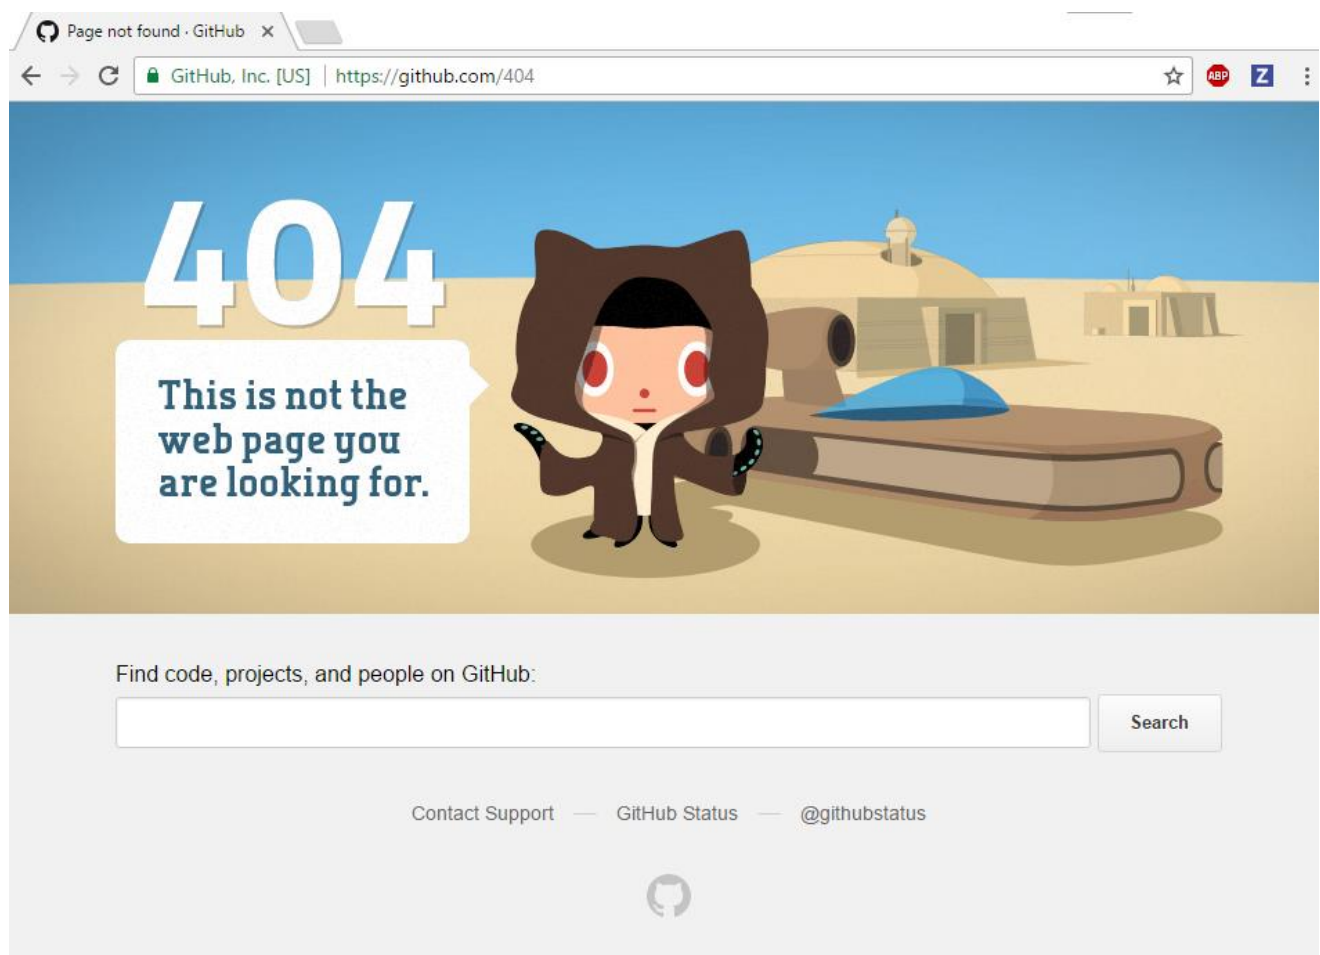 Page not found · GitHub
GitHub, Inc. [US] | https://github.com/404
ABP
Z
404
This is not the
web page you
are looking for.
Find code, projects, and people on GitHub:
Search
Contact Support — GitHub Status — @githubstatus